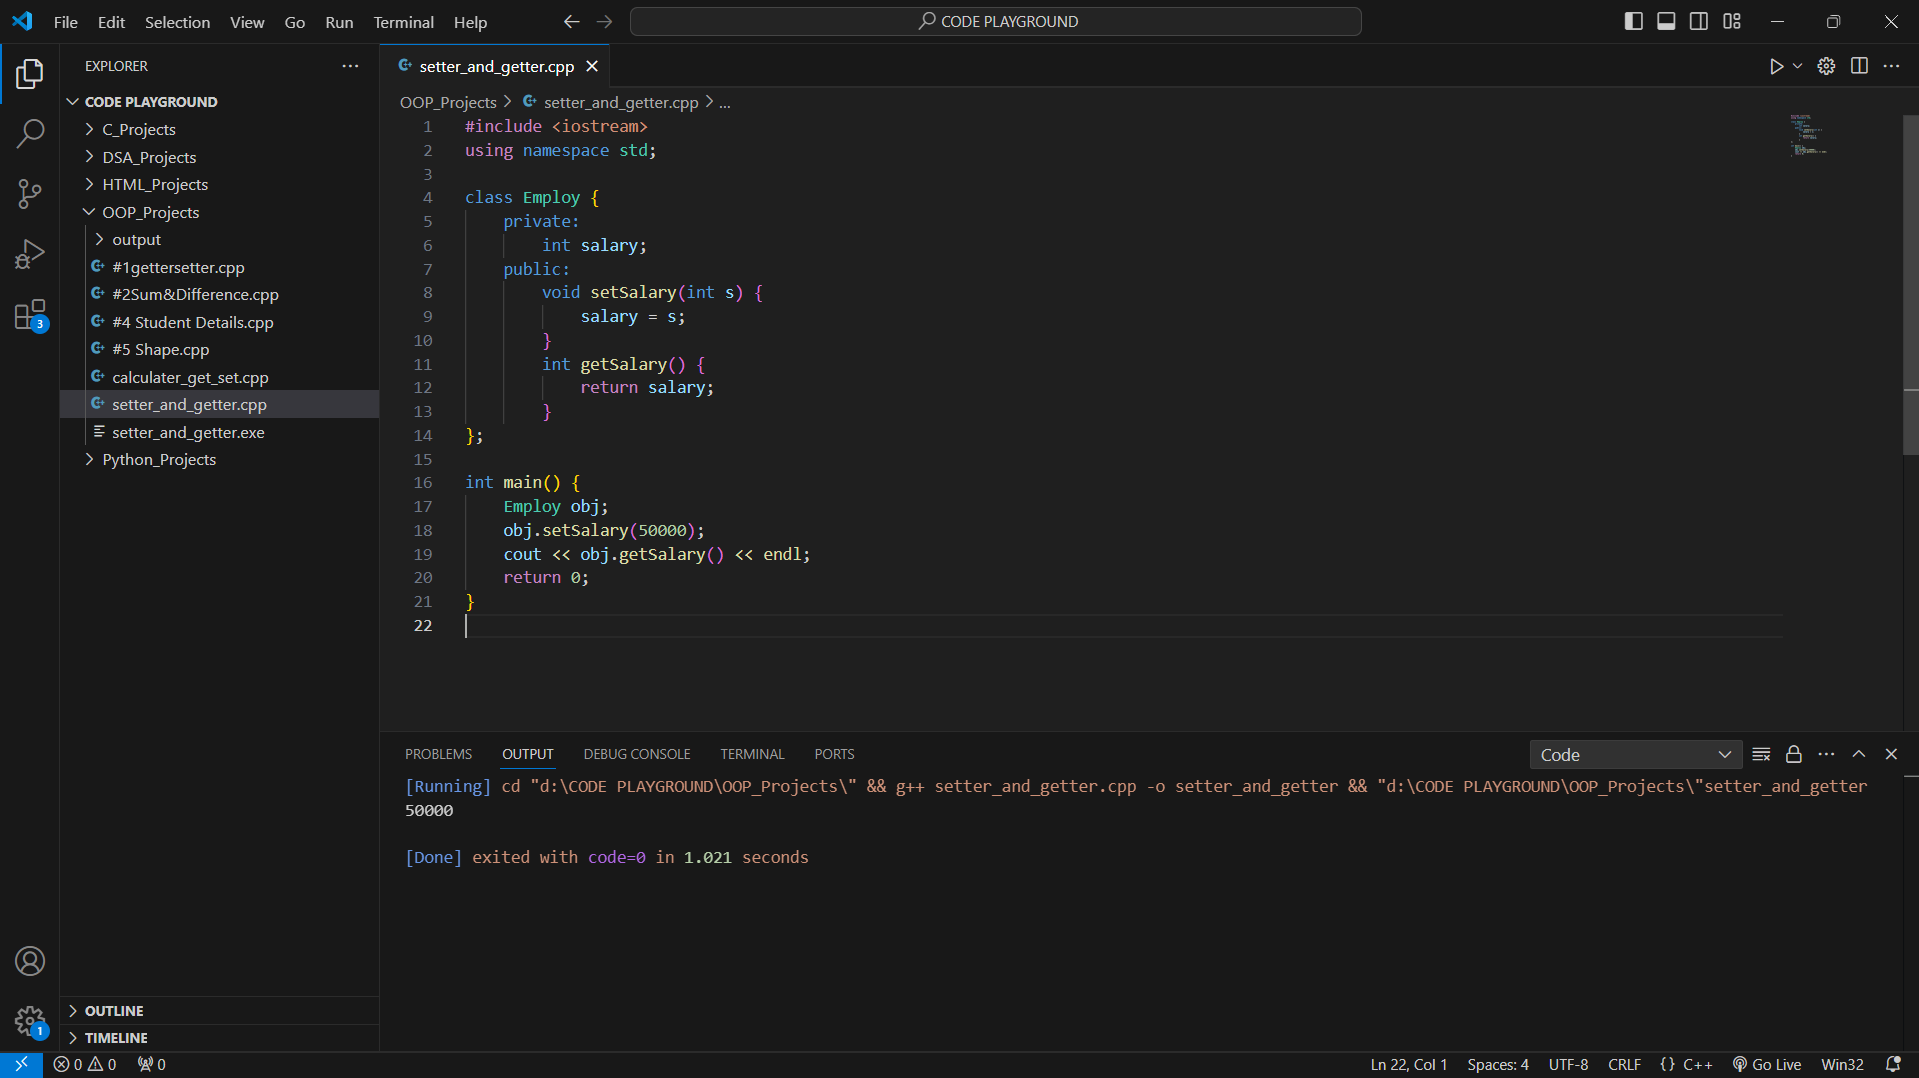 File Edit Selection View Go Run Terminal Help
CODE PLAYGROUND
EXPLORER
CODE PLAYGROUND
C_Projects
DSA_Projects
HTML_Projects
OOP_Projects
output
#1gettersetter.cpp
#2Sum&Difference.cpp
#4 Student Details.cpp
#5 Shape.cpp
calculater_get_set.cpp
setter_and_getter.cpp
setter_and_getter.exe
Python_Projects
3
1
OUTLINE
TIMELINE
setter_and_getter.cpp
OOP_Projects > setter_and_getter.cpp > ...
1 #include <iostream>
2 using namespace std;
3
4 class Employ {
5 private:
6 int salary;
7 public:
8 void setSalary(int s) {
9 salary = s;
10 }
11 int getSalary() {
12 return salary;
13 }
14 };
15
16 int main() {
17 Employ obj;
18 obj.setSalary(50000);
19 cout << obj.getSalary() << endl;
20 return 0;
21 }
22
PROBLEMS OUTPUT DEBUG CONSOLE TERMINAL PORTS
Code
[Running] cd "d:\CODE PLAYGROUND\OOP_Projects\" && g++ setter_and_getter.cpp -o setter_and_getter && "d:\CODE PLAYGROUND\OOP_Projects\"setter_and_getter
50000
[Done] exited with code=0 in 1.021 seconds
0 0 0
Ln 22, Col 1 Spaces: 4 UTF-8 CRLF {} C++ Go Live Win32